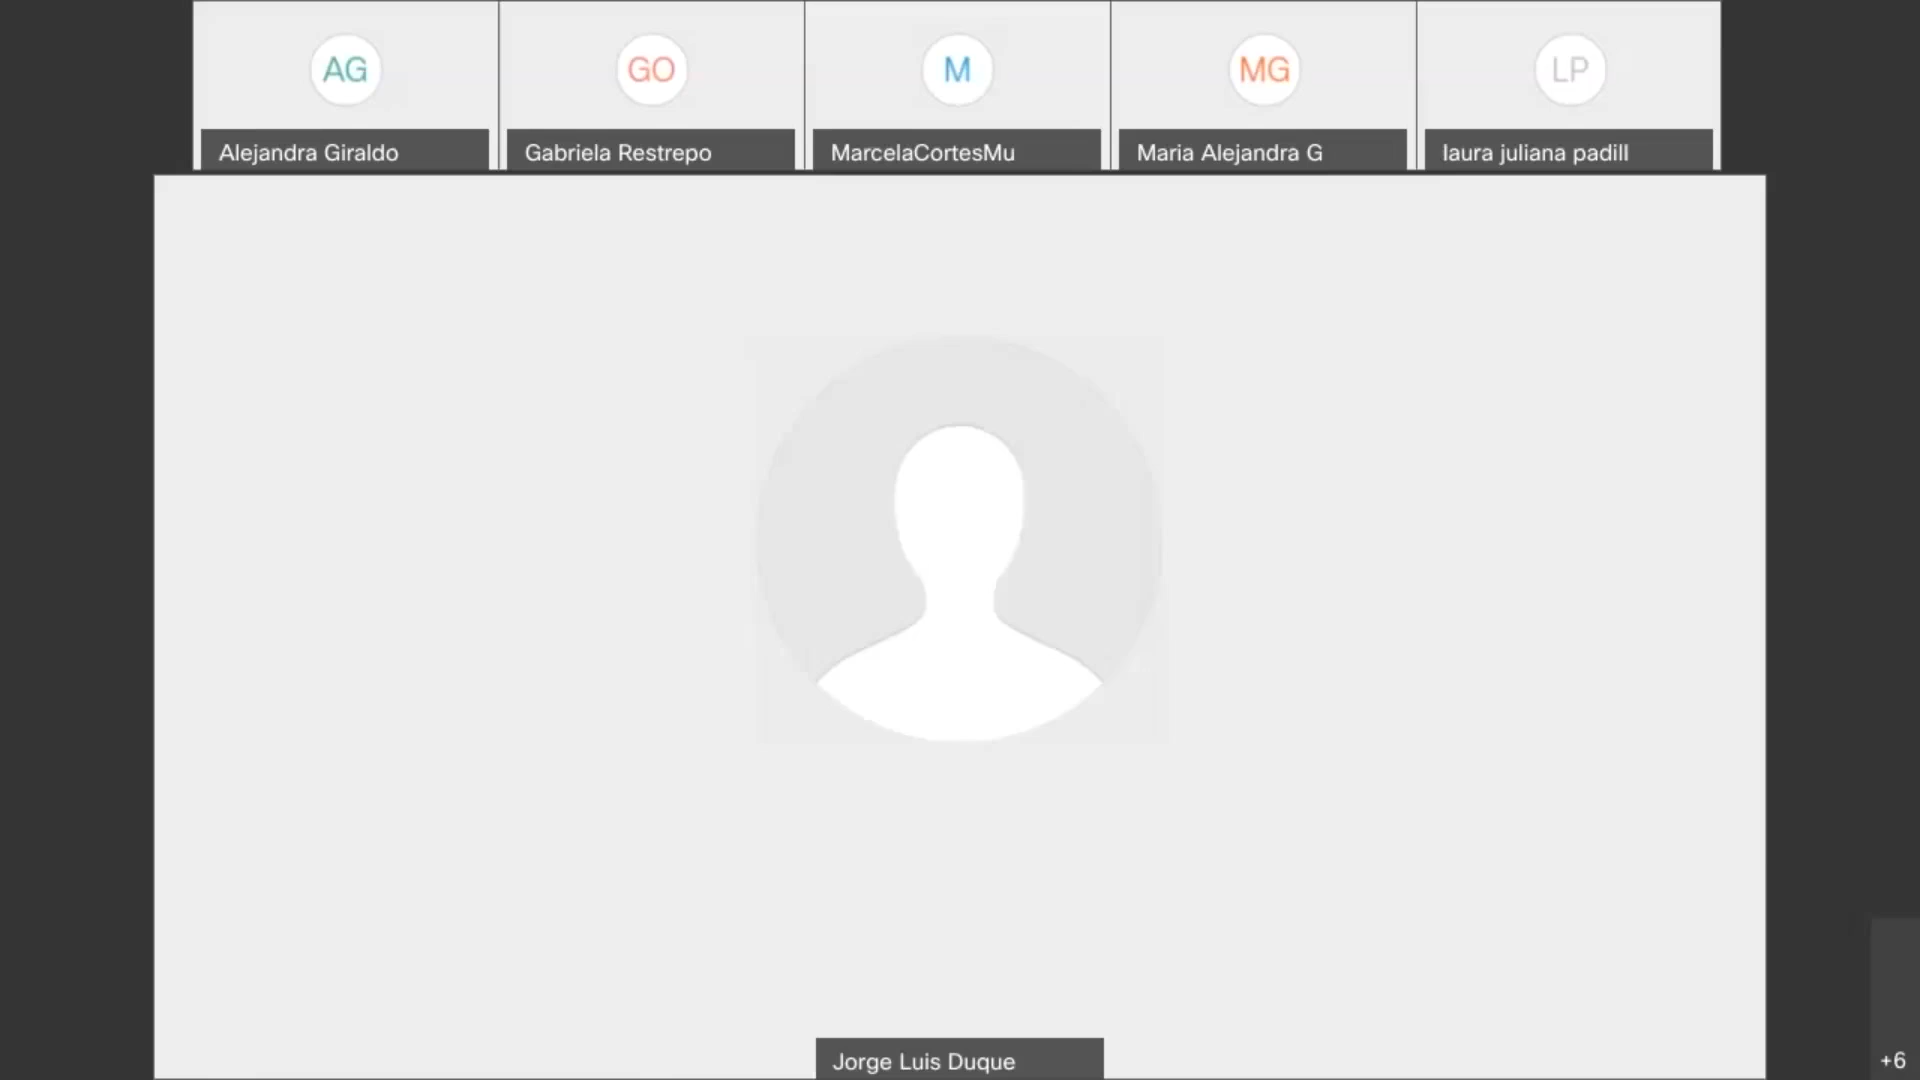 AG
GO
M
MG
LP
Alejandra Giraldo
Gabriela Restrepo
MarcelaCortesMu
Maria Alejandra G
laura juliana padill
Jorge Luis Duque
+6